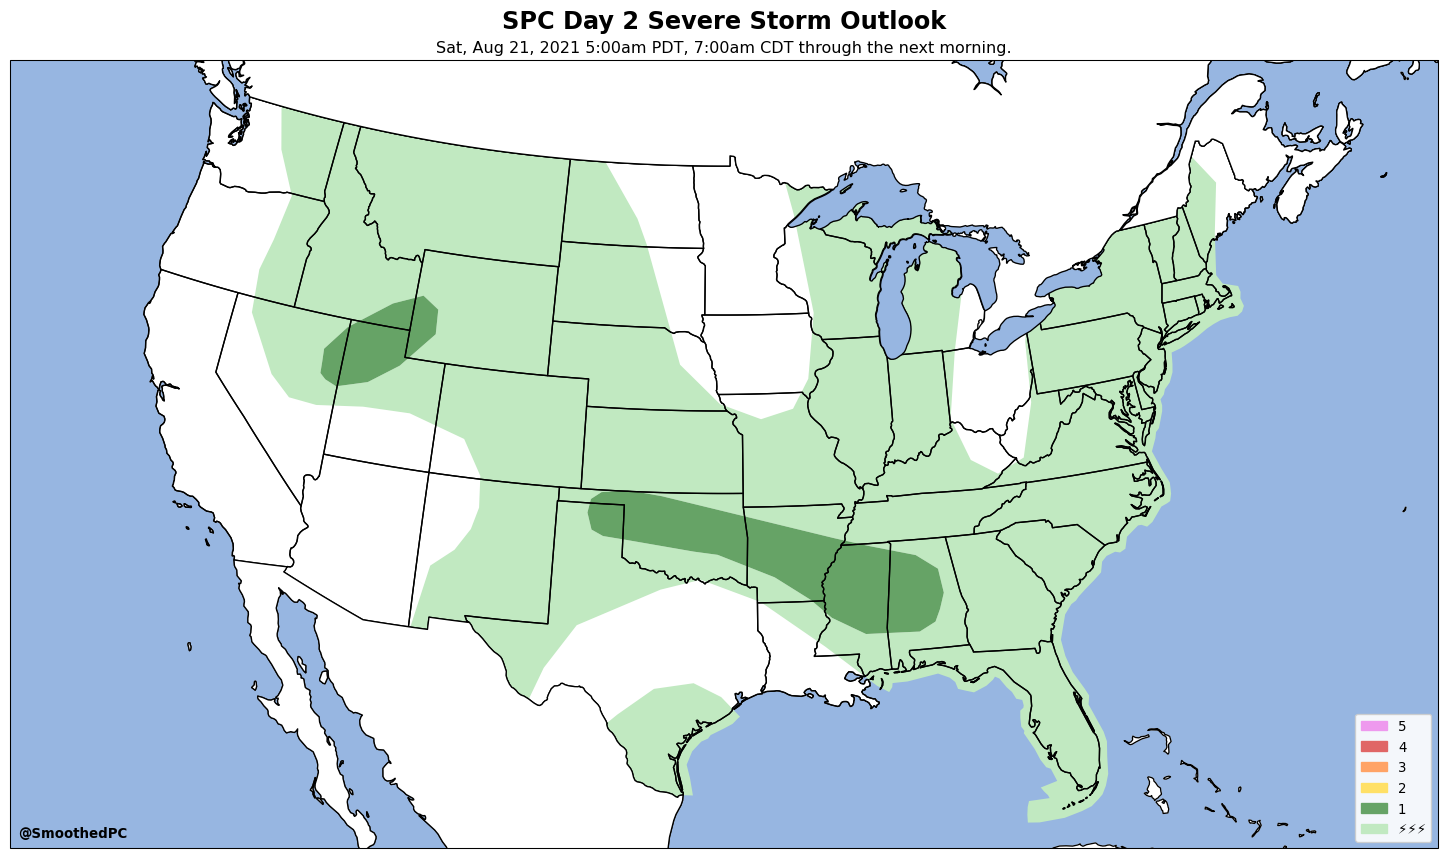 SPC Day 2 Severe Storm Outlook
Sat, Aug 21, 2021 5:00am PDT, 7:00am CDT through the next morning.
5
4
3
2
1
⚡⚡⚡
@SmoothedPC